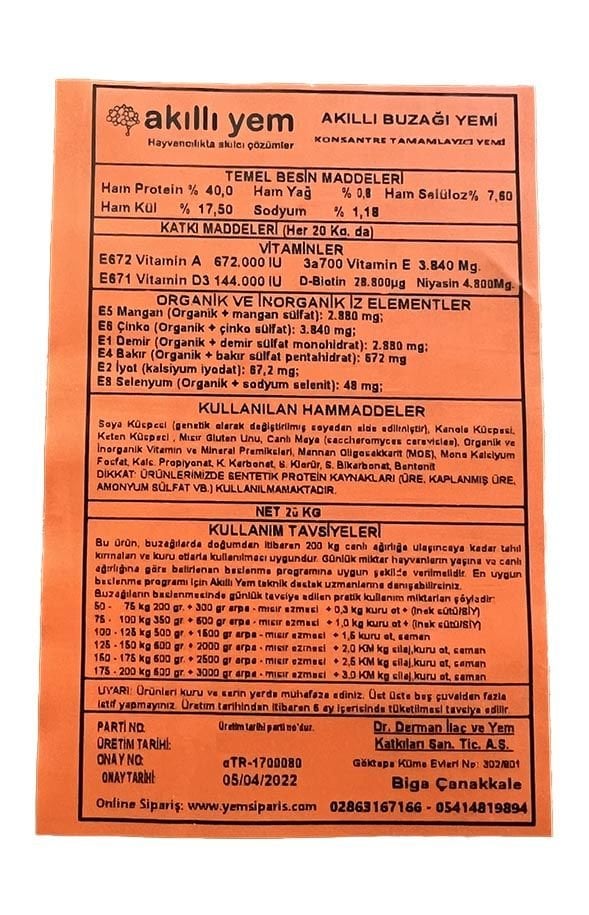 akıllı yem
Hayvancılıkta akılcı çözümler
AKILLI BUZAĞI YEMİ
KONSANTRE TAMAMLAYICI YEMİ
TEMEL BESİN MADDELERİ
Ham Protein % 40,0 Ham Yağ % 0,8 Ham Selüloz% 7,60
Ham Kül % 17,50 Sodyum % 1,18
KATKI MADDELERİ (Her 20 Kg. da)
VİTAMİNLER
E672 Vitamin A 672.000 IU 3a700 Vitamin E 3.840 Mg.
E671 Vitamin D3 144.000 IU D-Biotin 28.800µg Niyasin 4.800Mg.
ORGANİK VE İNORGANİK İZ ELEMENTLER
E5 Mangan (Organik + mangan sülfat): 2.880 mg;
E6 Çinko (Organik + çinko sülfat): 3.840 mg;
E1 Demir (Organik + demir sülfat monohidrat): 2.880 mg;
E4 Bakır (Organik + bakır sülfat pentahidrat): 672 mg
E2 İyot (kalsiyum iyodat): 67,2 mg;
E8 Selenyum (Organik + sodyum selenit): 48 mg;
KULLANILAN HAMMADDELER
Soya Küspesi (genetik olarak değiştirilmiş soyadan elde edilmiştir), Kanola Küspesi,
Keten Küspesi , Mısır Gluten Unu, Canlı Maya (saccharomyces cerevisiae), Organik ve
İnorganik Vitamin ve Mineral Premiksleri, Mannan Oligosakkarit (MOS), Mono Kalsiyum
Fosfat, Kals. Propiyonat, K. Karbonat, S. Klorür, S. Bikarbonat, Bentonit
DİKKAT: ÜRÜNLERİMİZDE SENTETİK PROTEİN KAYNAKLARI (ÜRE, KAPLANMIŞ ÜRE,
AMONYUM SÜLFAT VB.) KULLANILMAMAKTADIR.
NET 20 KG
KULLANIM TAVSİYELERİ
Bu ürün, buzağılarda doğumdan itibaren 200 kg canlı ağırlığa ulaşıncaya kadar tahıl
kırmaları ve kuru otlarla kullanılması uygundur. Günlük miktar hayvanların yaşına ve canlı
ağırlığına göre belirlenan beslenme programına uygun şekilde verilmelidir. En uygun
beslenme programı için Akıllı Yem teknik destek uzmanlarına danışabilirsiniz.
Buzağıların beslenmesinde günlük tavsiye edilen pratik kullanım miktarları şöyledir
50 - 75 kg 200 gr. + 300 gr arpa - mısır ezmesi + 0,3 kg kuru ot + (İnek sütü/SİY)
75 - 100 kg 350 gr + 600 gr arpa - mısır ezmesi + 1,0 kg kuru ot + (İnek sütü/SİY)
100 - 125 kg 500 gr + 1500 gr arpa - mısır ezmesi + 1,5 kuru ot, saman
125 - 150 kg 600 gr + 2000 gr arpa - mısır ezmesi + 2,0 KM kg silaj, kuru ot, saman
150 - 175 kg 600 gr + 2500 gr arpa - mısır ezmesi + 2,5 KM kg silaj, kuru ot, saman
175 - 200 kg 600 gr + 3000 gr arpa - mısır ezmesi + 3.0 KM kg silaj, kuru ot, saman
UYARI: Ürünleri kuru ve serin yerde muhafaza ediniz. Üst üste beş çuvaldan fazla
istif yapmayınız. Üretim tarihinden itibaren 6 ay içerisinde tüketilmesi tavsiye edilir.
PARTİ NO. Üretim tarihi parti no'dur.
ÜRETİM TARİHİ:
ONAY NO: αTR-1700080
ONAY TARİHİ: 05/04/2022
Dr. Derman İlaç ve Yem
Katkıları San. Tic. A.Ş.
Göktepe Küme Evleri No: 302/801
Biga Çanakkale
Online Sipariş: www.yemsiparis.com 02863167166 - 05414819894